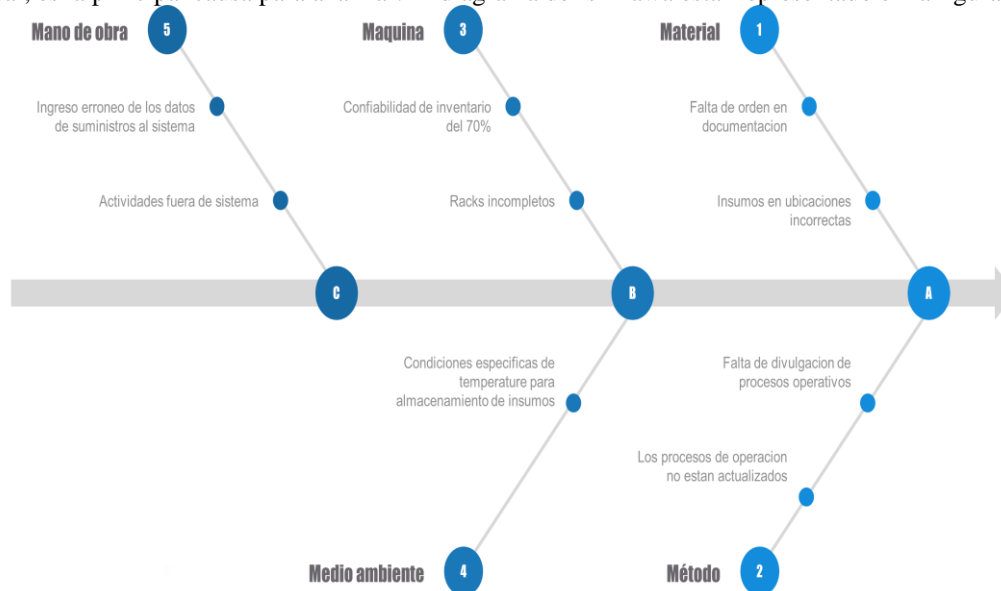 Mano de obra
5
Maquina
3
Material
1
Ingreso erroneo de los datos
de suministros al sistema
Confiabilidad de inventario
del 70%
Falta de orden en
documentacion
Actividades fuera de sistema
Racks incompletos
Insumos en ubicaciones
incorrectas
C
B
A
Condiciones especificas de
temperature para
almacenamiento de insumos
Falta de divulgacion de
procesos operativos
Los procesos de operacion
no estan actualizados
Medio ambiente
4
Método
2